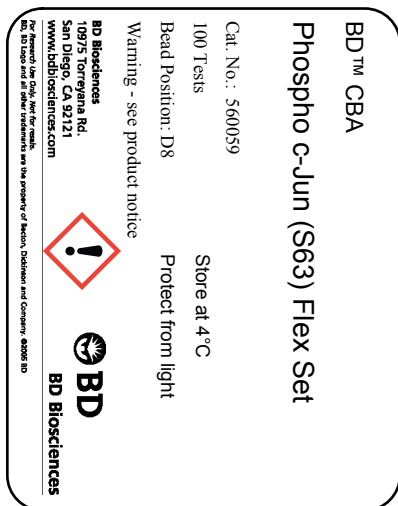 BD™ CBA
Phospho c-Jun (S63) Flex Set
Cat. No.: 560059
100 Tests
Store at 4°C
Bead Position: D8
Protect from light
Warning - see product notice
BD Biosciences
10975 Torreyana Rd.
San Diego, CA 92121
www.bdbiosciences.com
BD
BD Biosciences
For Research Use Only. Not for resale.
BD, BD Logo and all other trademarks are the property of Becton, Dickinson and Company. ©2005 BD